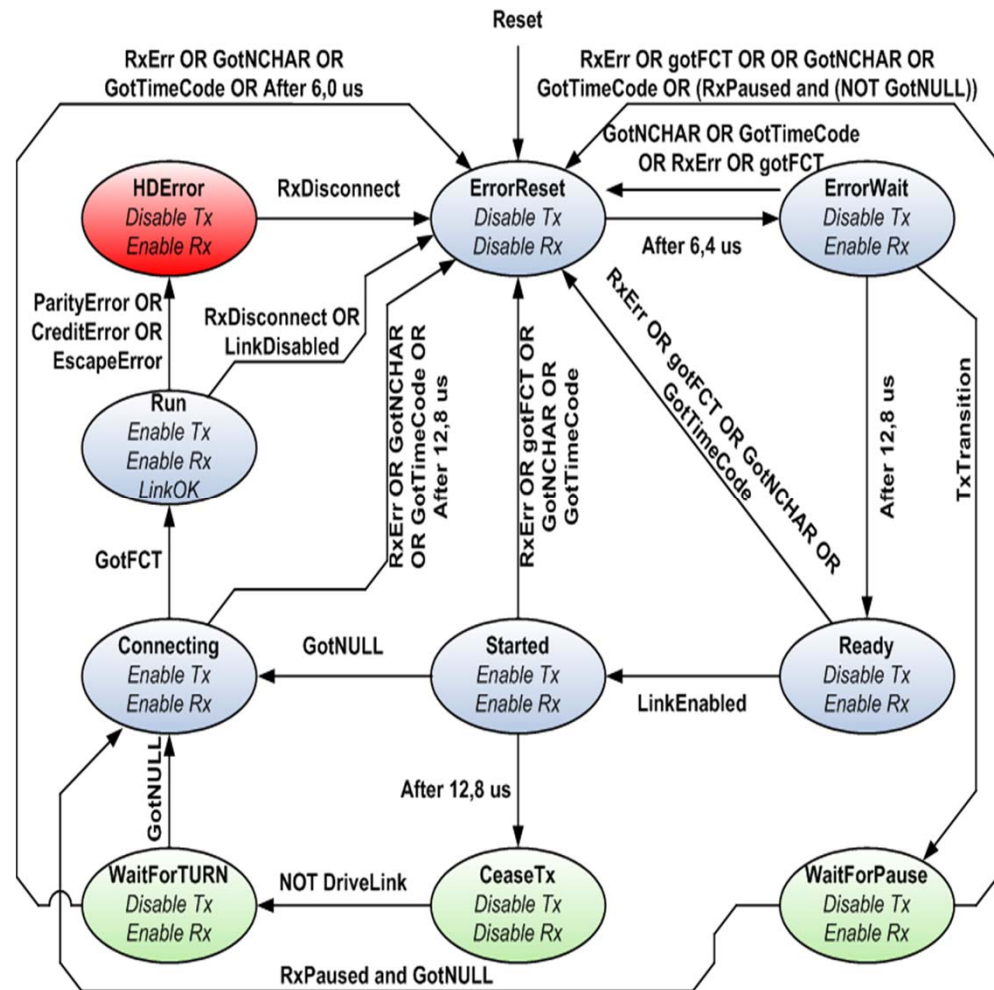 Reset
RxErr OR GotNCHAR OR
GotTimeCode OR After 6,0 us
RxErr OR gotFCT OR OR GotNCHAR OR
GotTimeCode OR (RxPaused and (NOT GotNULL))
GotNCHAR OR GotTimeCode
OR RxErr OR gotFCT
HDError
Disable Tx
Enable Rx
RxDisconnect
ErrorReset
Disable Tx
Disable Rx
After 6,4 us
ErrorWait
Disable Tx
Enable Rx
ParityError OR
CreditError OR
EscapeError
RxDisconnect OR
LinkDisabled
Run
Enable Tx
Enable Rx
LinkOK
RxErr OR GotNCHAR
OR GotTimeCode OR
After 12,8 us
RxErr OR gotFCT OR
GotNCHAR OR
GotTimeCode
RxErr OR gotFCT OR GotNCHAR OR
GotTimeCode
After 12,8 us
TxTransition
GotFCT
Connecting
Enable Tx
Enable Rx
GotNULL
Started
Enable Tx
Enable Rx
LinkEnabled
Ready
Disable Tx
Enable Rx
GotNULL
After 12,8 us
WaitForTURN
Disable Tx
Enable Rx
NOT DriveLink
CeaseTx
Disable Tx
Disable Rx
WaitForPause
Disable Tx
Enable Rx
RxPaused and GotNULL